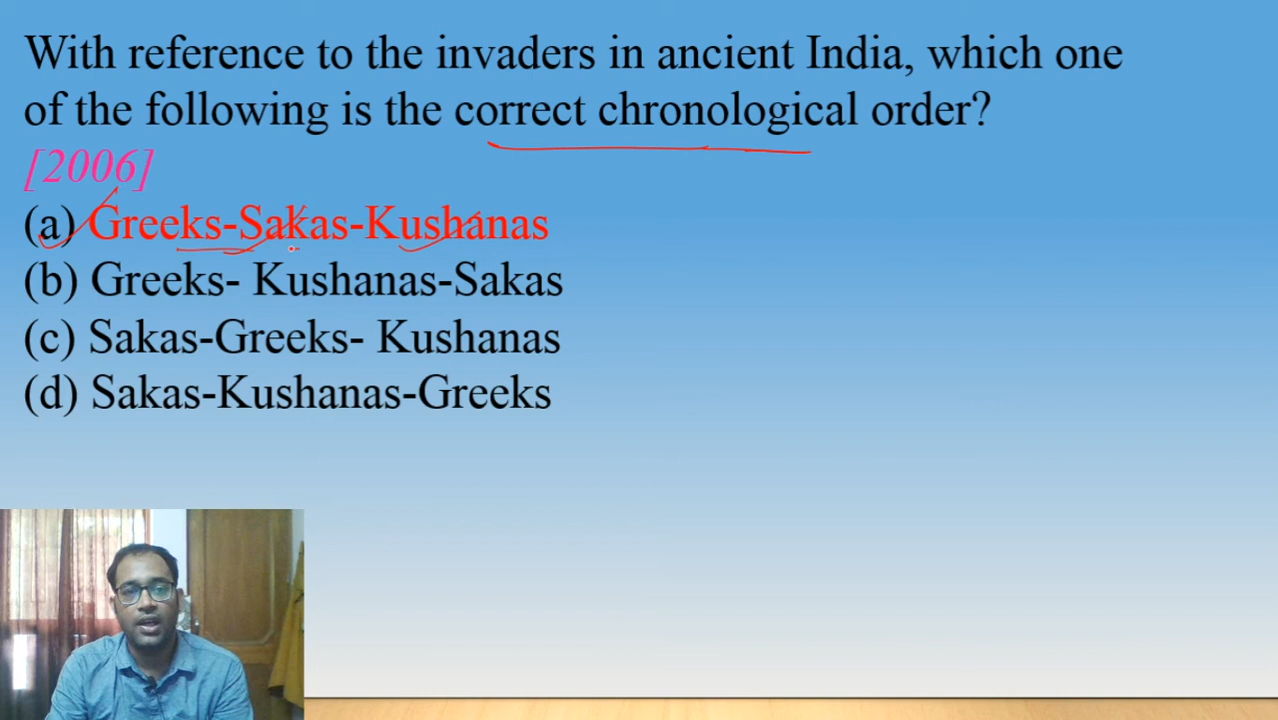 With reference to the invaders in ancient India, which one
of the following is the correct chronological order?
[2006]
(a) Greeks-Sakas-Kushanas
(b) Greeks- Kushanas-Sakas
(c) Sakas-Greeks- Kushanas
(d) Sakas-Kushanas-Greeks